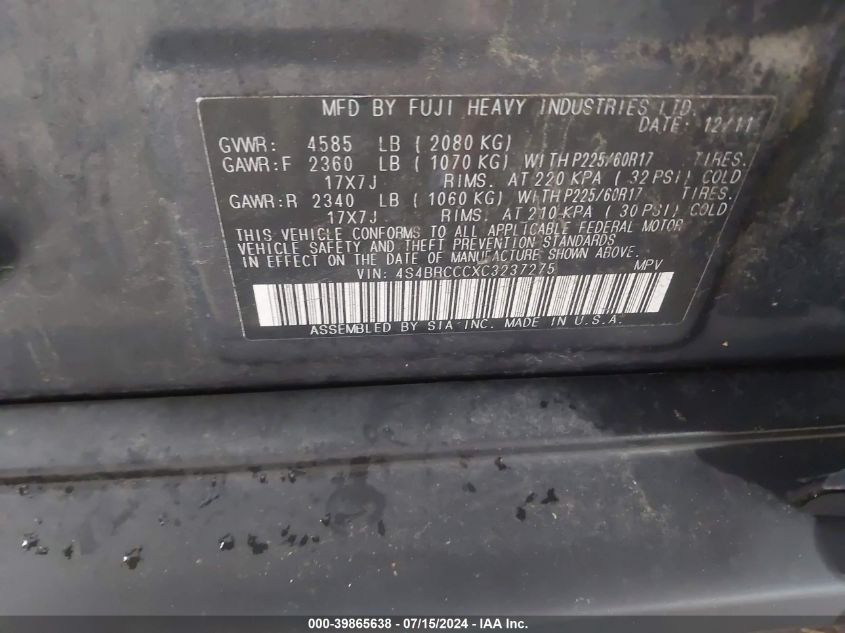 MFD BY FUJI HEAVY INDUSTRIES LTD.
DATE: 12/11
GVWR: 4585 LB ( 2080 KG)
GAWR:F 2360 LB ( 1070 KG) WITH P225/60R17 TIRES.
17X7J RIMS. AT 220 KPA ( 32 PSI) COLD
GAWR:R 2340 LB ( 1060 KG) WITH P225/60R17 TIRES.
17X7J RIMS. AT 210 KPA ( 30 PSI) COLD
THIS VEHICLE CONFORMS TO ALL APPLICABLE FEDERAL MOTOR
VEHICLE SAFETY AND THEFT PREVENTION STANDARDS
IN EFFECT ON THE DATE OF MANUFACTURE SHOWN ABOVE.
VIN: 4S4BRCCCXC3237275 MPV
ASSEMBLED BY SIA INC. MADE IN U.S.A.
000-39865638 - 07/15/2024 - IAA Inc.